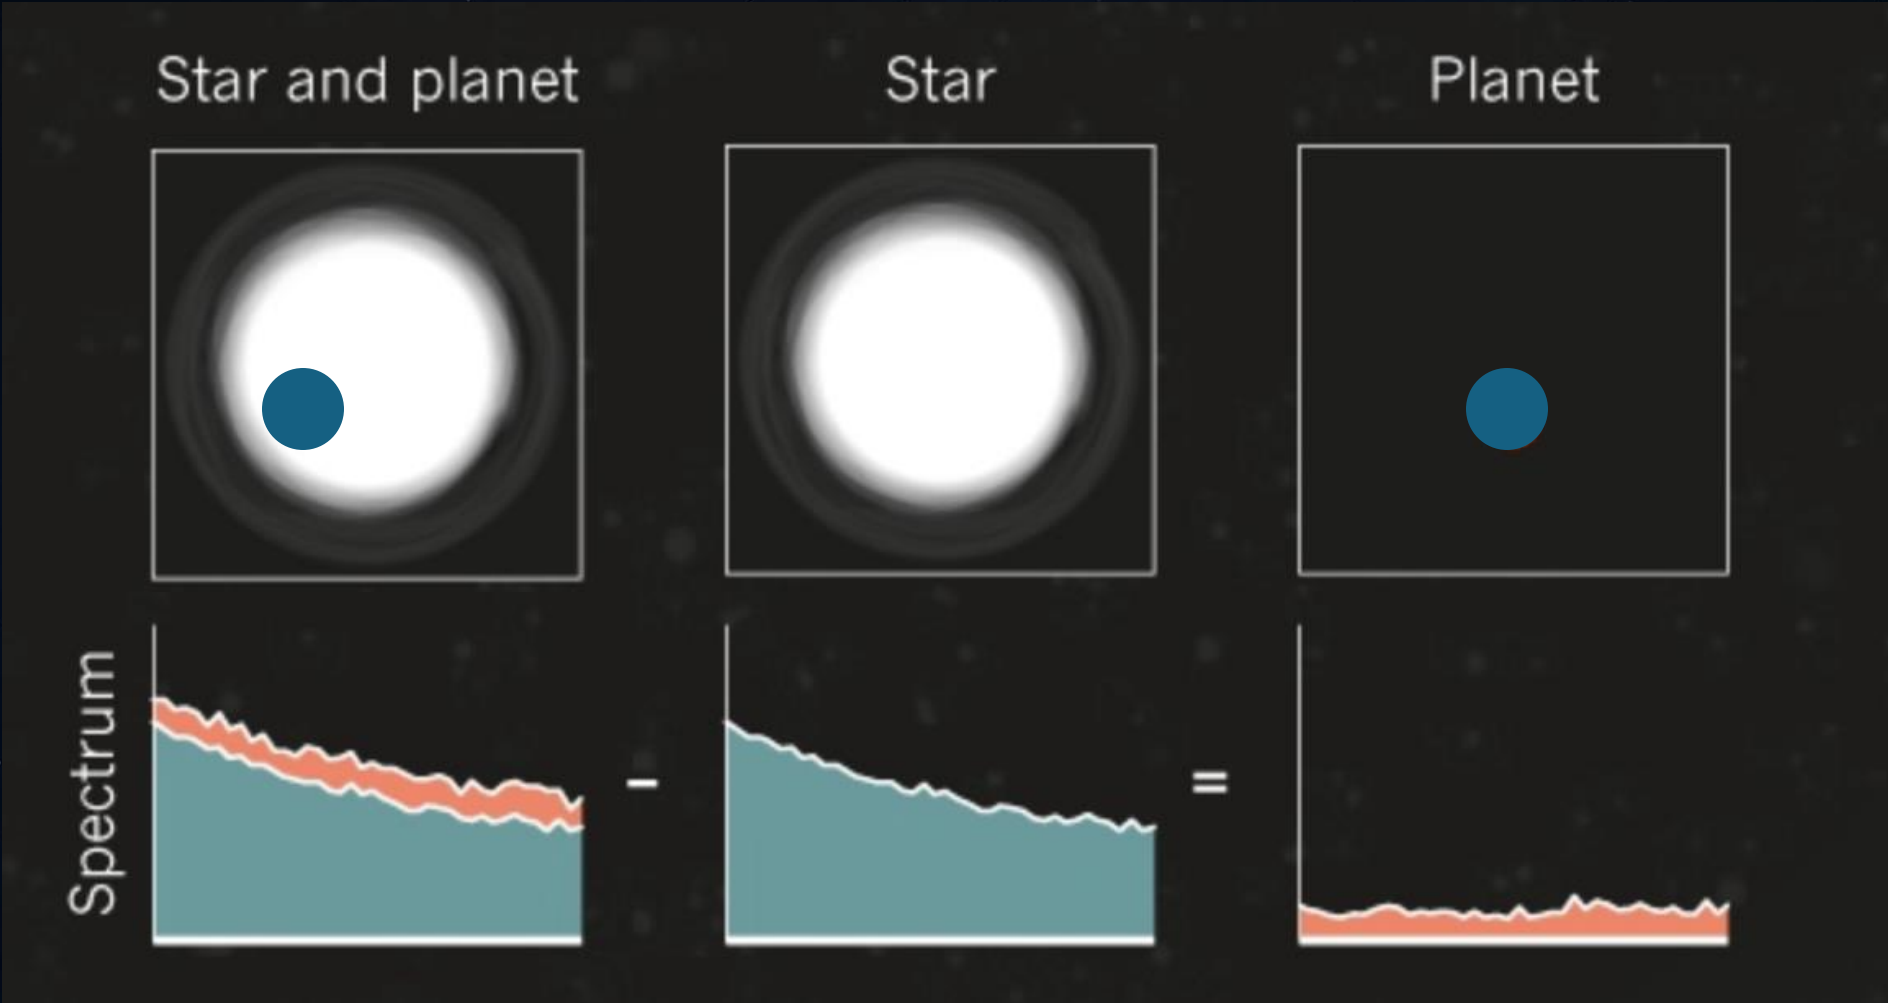 Star and planet
Star
Planet
Spectrum
-
=